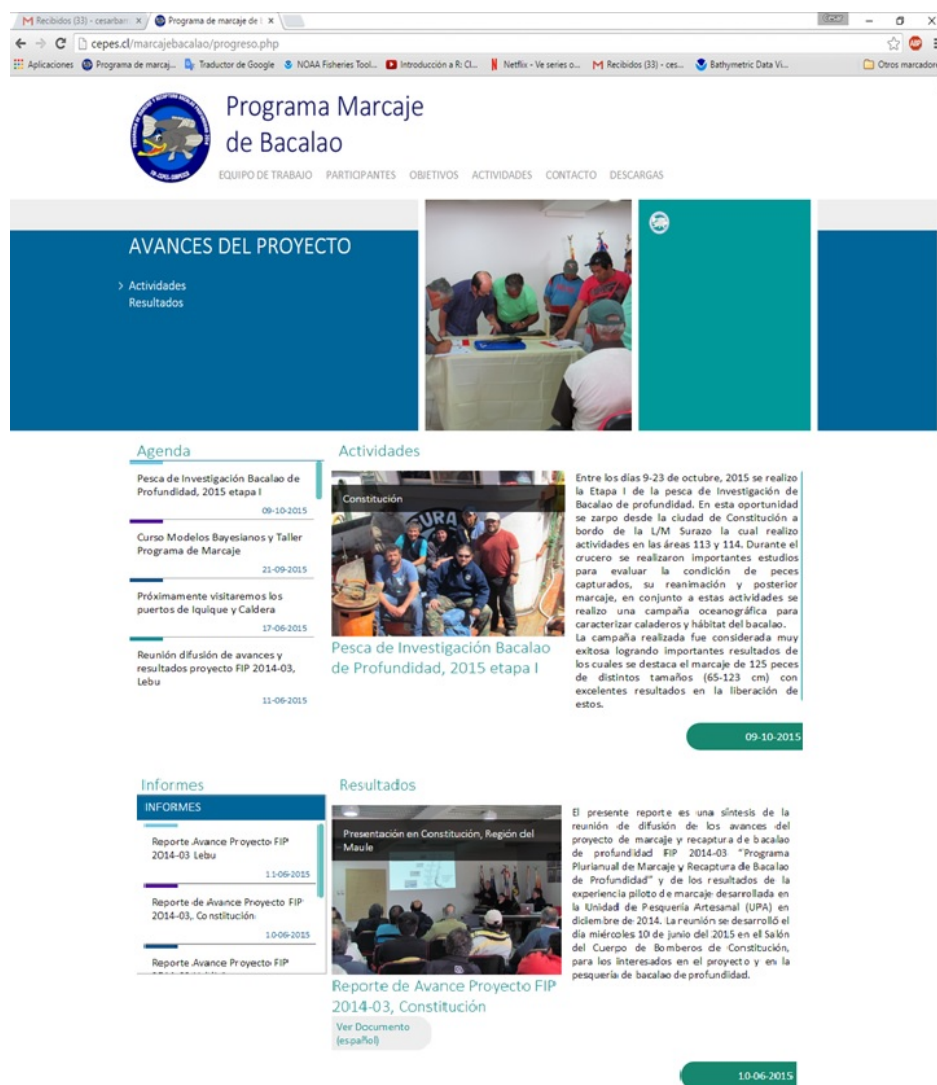 Recibidos (33) - cesarbarr
Programa de marcaje de l
Cesar
cepes.cl/marcajebacalao/progreso.php
Aplicaciones
Programa de marcaj...
Traductor de Google
NOAA Fisheries Tool...
Introducción a R: Cl...
Netflix - Ve series o...
Recibidos (33) - ces...
Bathymetric Data Vi...
Otros marcadore
Programa Marcaje
de Bacalao
EQUIPO DE TRABAJO PARTICIPANTES OBJETIVOS ACTIVIDADES CONTACTO DESCARGAS
AVANCES DEL PROYECTO
> Actividades
Resultados
Agenda
Pesca de Investigación Bacalao de
Profundidad, 2015 etapa I
09-10-2015
Curso Modelos Bayesianos y Taller
Programa de Marcaje
21-09-2015
Próximamente visitaremos los
puertos de Iquique y Caldera
17-06-2015
Reunión difusión de avances y
resultados proyecto FIP 2014-03,
Lebu
11-06-2015
Actividades
Constitución
Pesca de Investigación Bacalao
de Profundidad, 2015 etapa I
Entre los días 9-23 de octubre, 2015 se realizo
la Etapa I de la pesca de Investigación de
Bacalao de profundidad. En esta oportunidad
se zarpo desde la ciudad de Constitución a
bordo de la L/M Surazo la cual realizo
actividades en las áreas 113 y 114. Durante el
crucero se realizaron importantes estudios
para evaluar la condición de peces
capturados, su reanimación y posterior
marcaje, en conjunto a estas actividades se
realizo una campaña oceanográfica para
caracterizar caladeros y hábitat del bacalao.
La campaña realizada fue considerada muy
exitosa logrando importantes resultados de
los cuales se destaca el marcaje de 125 peces
de distintos tamaños (65-123 cm) con
excelentes resultados en la liberación de
estos.
09-10-2015
Informes
INFORMES
Reporte Avance Proyecto FIP
2014-03 Lebu
11-06-2015
Reporte de Avance Proyecto FIP
2014-03, Constitución
10-06-2015
Reporte Avance Proyecto FIP
Resultados
Presentación en Constitución, Región del
Maule
Reporte de Avance Proyecto FIP
2014-03, Constitución
Ver Documento
(español)
El presente reporte es una síntesis de la
reunión de difusión de los avances del
proyecto de marcaje y recaptura de bacalao
de profundidad FIP 2014-03 "Programa
Plurianual de Marcaje y Recaptura de Bacalao
de Profundidad" y de los resultados de la
experiencia piloto de marcaje desarrollada en
la Unidad de Pesquería Artesanal (UPA) en
diciembre de 2014. La reunión se desarrolló el
día miércoles 10 de junio del 2015 en el Salón
del Cuerpo de Bomberos de Constitución,
para los interesados en el proyecto y en la
pesquería de bacalao de profundidad.
10-06-2015